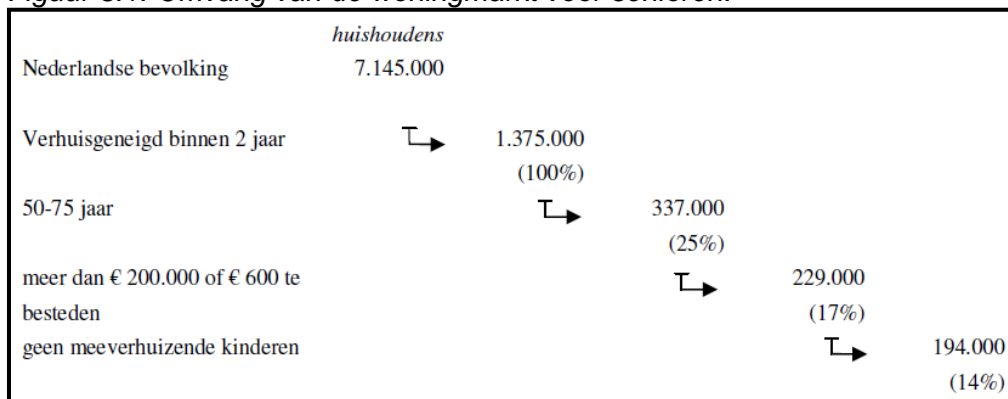 huishoudens
Nederlandse bevolking 7.145.000
Verhuisgeneigd binnen 2 jaar 1.375.000
(100%)
50-75 jaar 337.000
(25%)
meer dan € 200.000 of € 600 te 229.000
besteden (17%)
geen meeverhuizende kinderen 194.000
(14%)